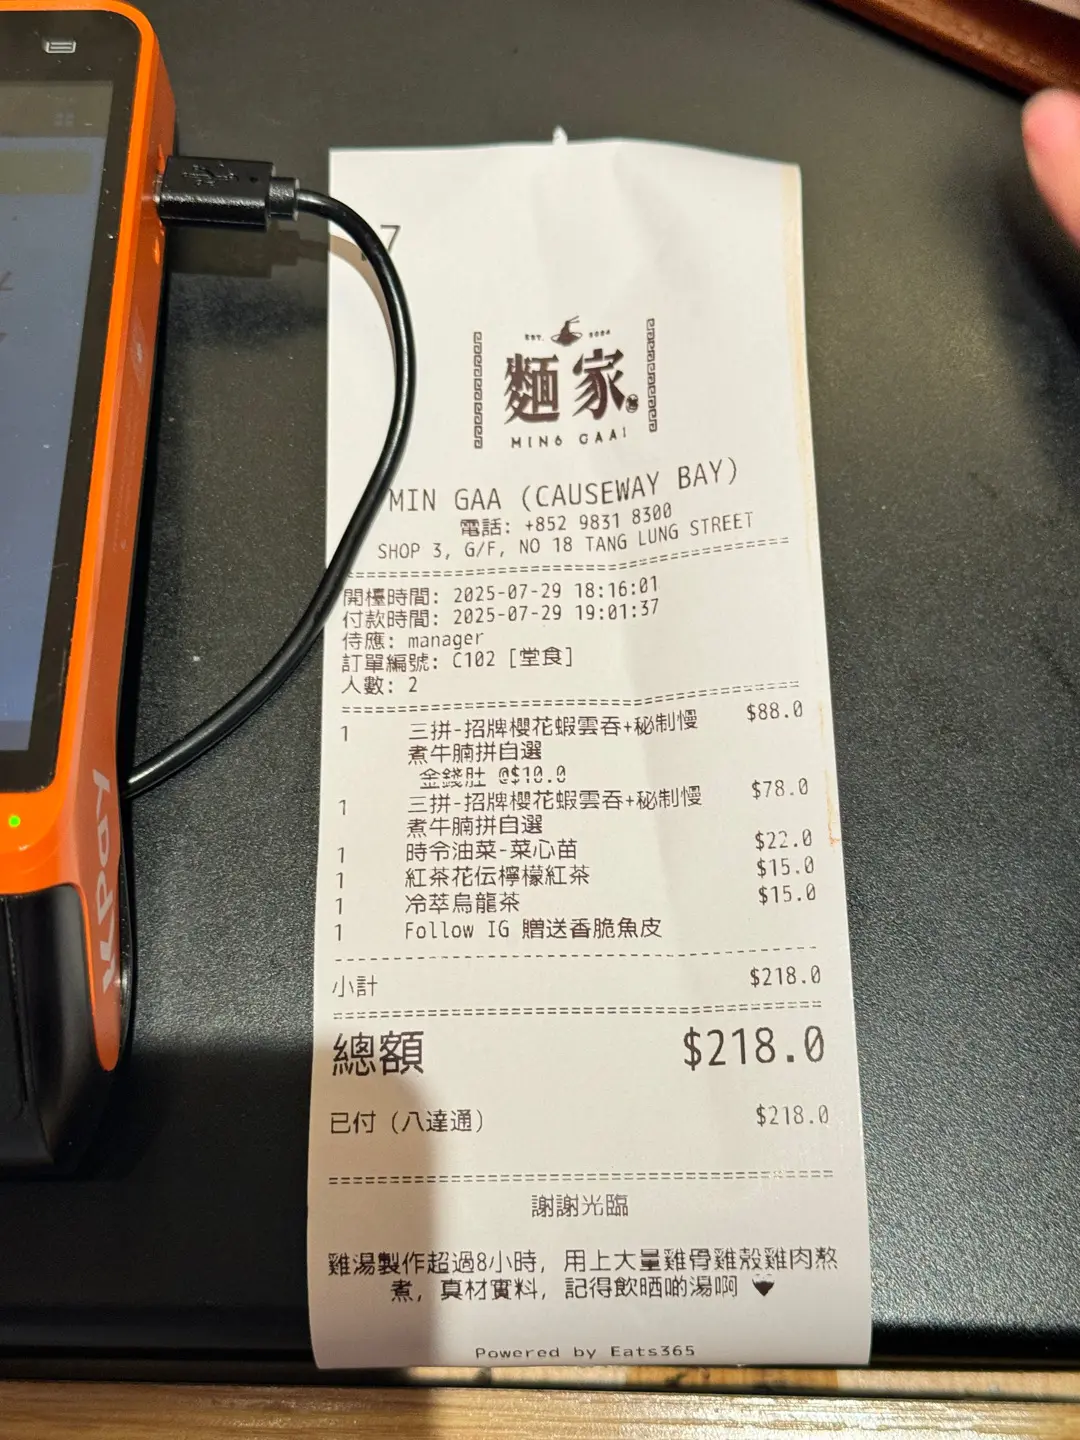 7
EST. 2024
麵家
MING GAA!
MIN GAA (CAUSEWAY BAY)
電話: +852 9831 8300
SHOP 3, G/F, NO 18 TANG LUNG STREET
開檯時間: 2025-07-29 18:16:01
付款時間: 2025-07-29 19:01:37
侍應: manager
訂單編號: C102 [堂食]
人數: 2
1 三拼-招牌櫻花蝦雲吞+秘制慢 $88.0
煮牛腩拼自選
金錢肚 @$10.0
1 三拼-招牌櫻花蝦雲吞+秘制慢 $78.0
煮牛腩拼自選
1 時令油菜-菜心苗 $22.0
1 紅茶花伝檸檬紅茶 $15.0
1 冷萃烏龍茶 $15.0
1 Follow IG 贈送香脆魚皮
小計 $218.0
總額 $218.0
已付 (八達通) $218.0
謝謝光臨
雞湯製作超過8小時, 用上大量雞骨雞殼雞肉熬
煮, 真材實料, 記得飲晒啲湯啊
Powered by Eats365
KPay